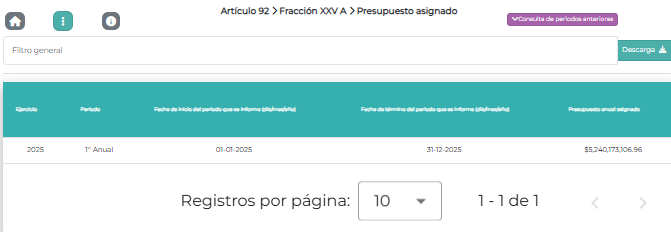 Artículo 92 > Fracción XXV A > Presupuesto asignado
Consulta de periodos anteriores
Filtro general
Descarga
Ejercicio Periodo Fecha de inicio del periodo que se informa (día/mes/año) Fecha de término del periodo que se informa (día/mes/año) Presupuesto anual asignado
2025 1° Anual 01-01-2025 31-12-2025 $5,240,173,106.96
Registros por página: 10 1 - 1 de 1